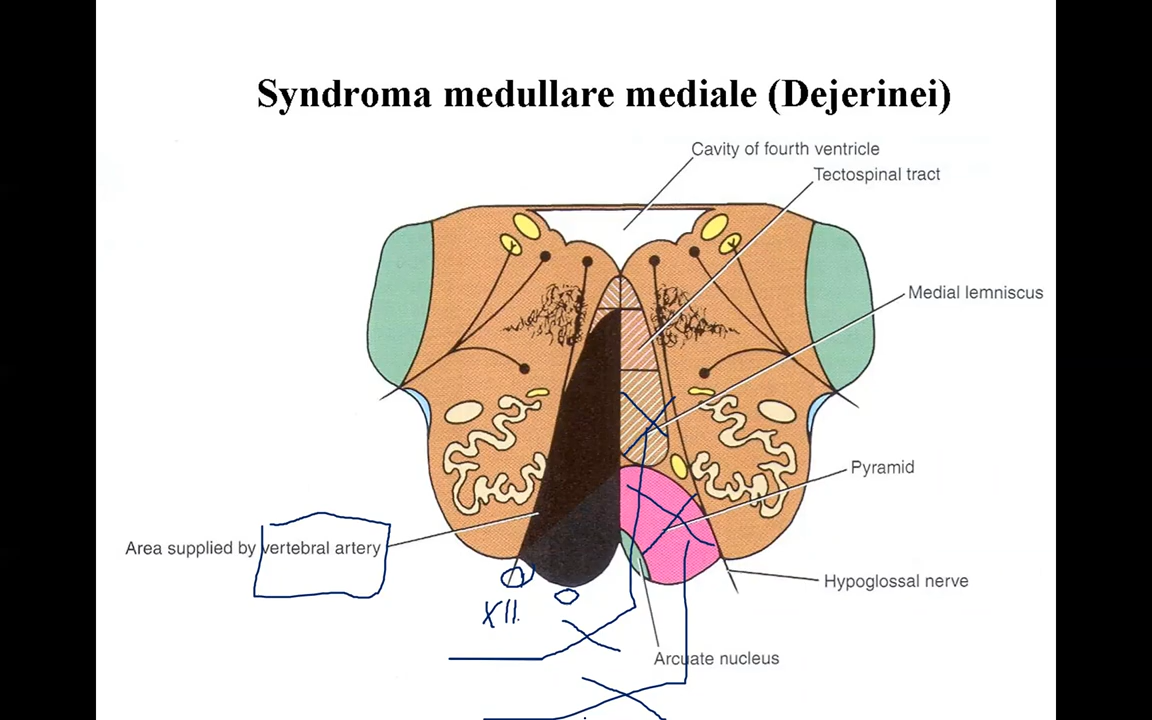 Syndroma medullare mediale (Dejerinei)
Cavity of fourth ventricle
Tectospinal tract
Medial lemniscus
Pyramid
Area supplied by vertebral artery
Hypoglossal nerve
XII.
Arcuate nucleus